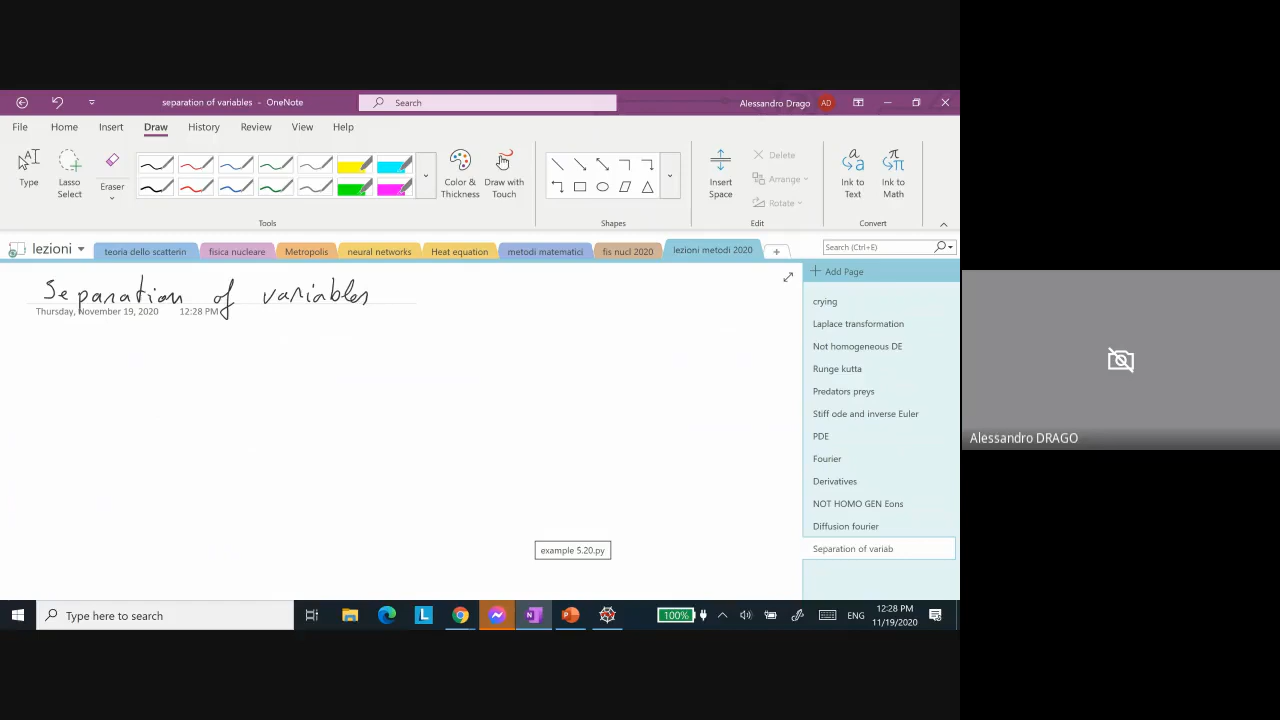 separation of variables - OneNote
Search
Alessandro Drago
AD
File
Home
Insert
Draw
History
Review
View
Help
Type
Lasso Select
Eraser
Color & Thickness
Draw with Touch
Insert Space
Delete
Arrange
Rotate
Ink to Text
Ink to Math
Tools
Shapes
Edit
Convert
lezioni
teoria dello scatterin
fisica nucleare
Metropolis
neural networks
Heat equation
metodi matematici
fis nucl 2020
lezioni metodi 2020
Search (Ctrl+E)
Separation of variables
Thursday, November 19, 2020
12:28 PM
Add Page
crying
Laplace transformation
Not homogeneous DE
Runge kutta
Predators preys
Stiff ode and inverse Euler
PDE
Fourier
Derivatives
NOT HOMO GEN Eqns
Diffusion fourier
Separation of variab
example 5.20.py
Alessandro DRAGO
Type here to search
L
100%
ENG
12:28 PM
11/19/2020